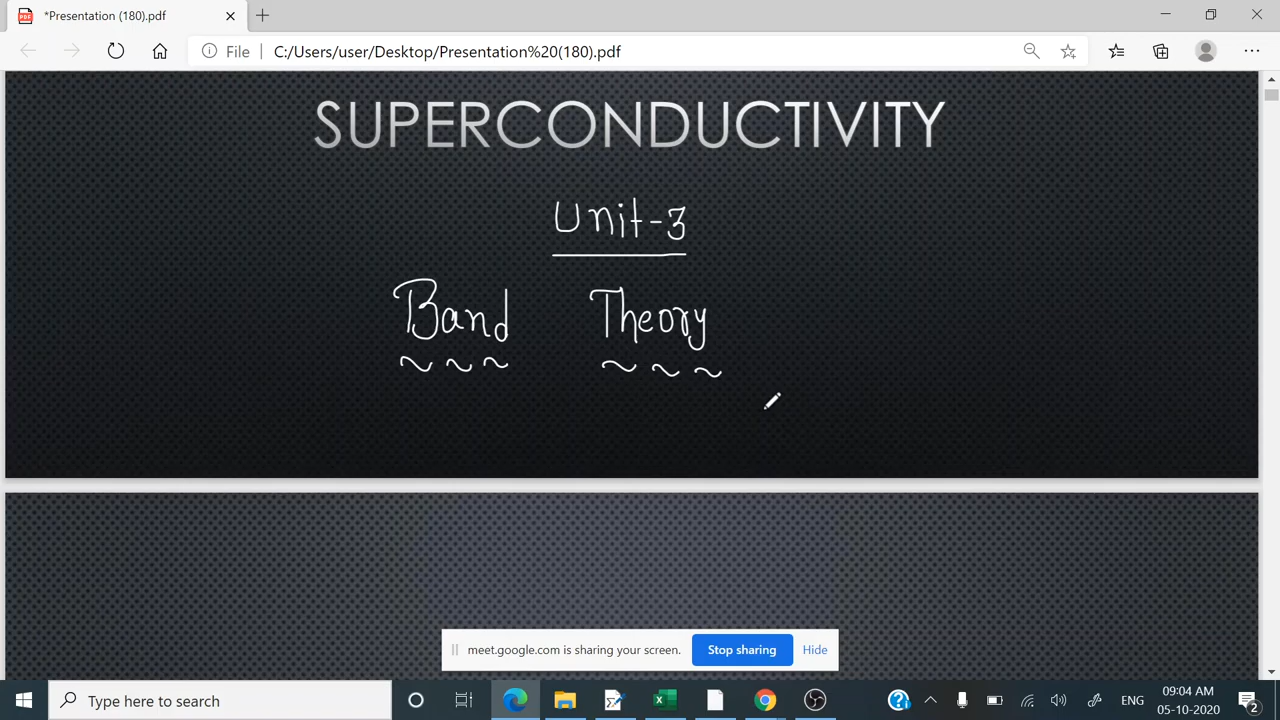 *Presentation (180).pdf
File C:/Users/user/Desktop/Presentation%20(180).pdf
SUPERCONDUCTIVITY
Unit-3
Band Theory
meet.google.com is sharing your screen. Stop sharing Hide
Type here to search
ENG
09:04 AM
05-10-2020
2